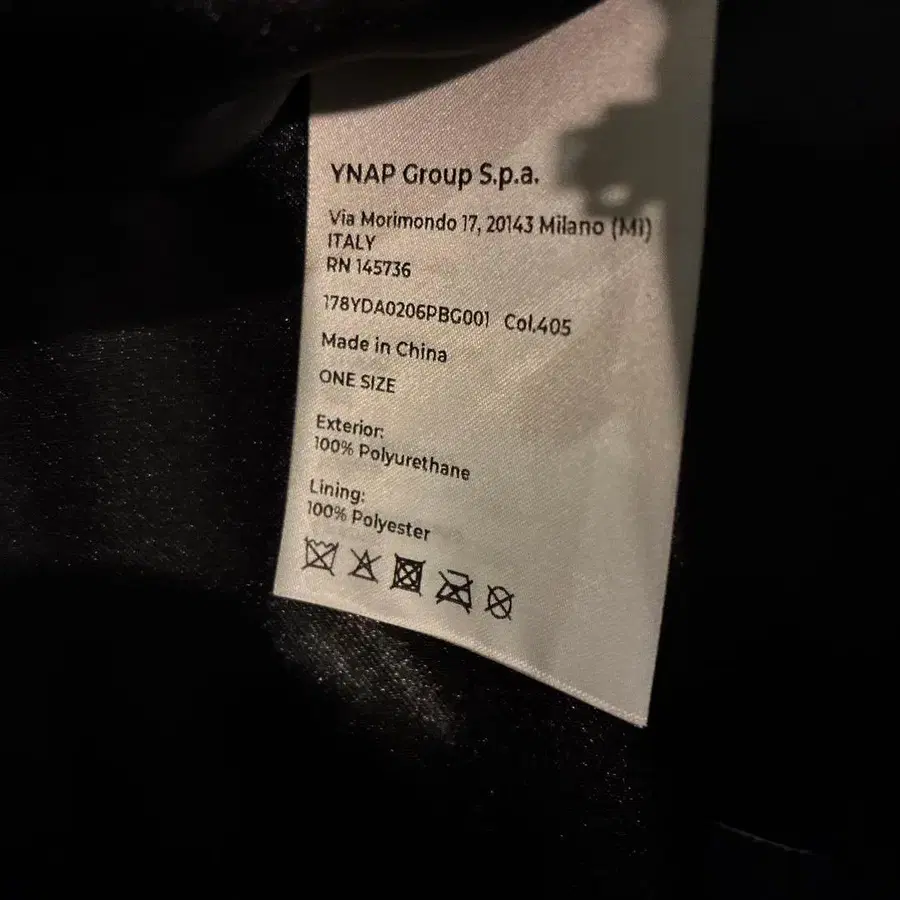 YNAP Group S.p.a.
Via Morimondo 17, 20143 Milano (MI)
ITALY
RN 145736
178YDA0206PBG001 Col.405
Made in China
ONE SIZE
Exterior:
100% Polyurethane
Lining:
100% Polyester